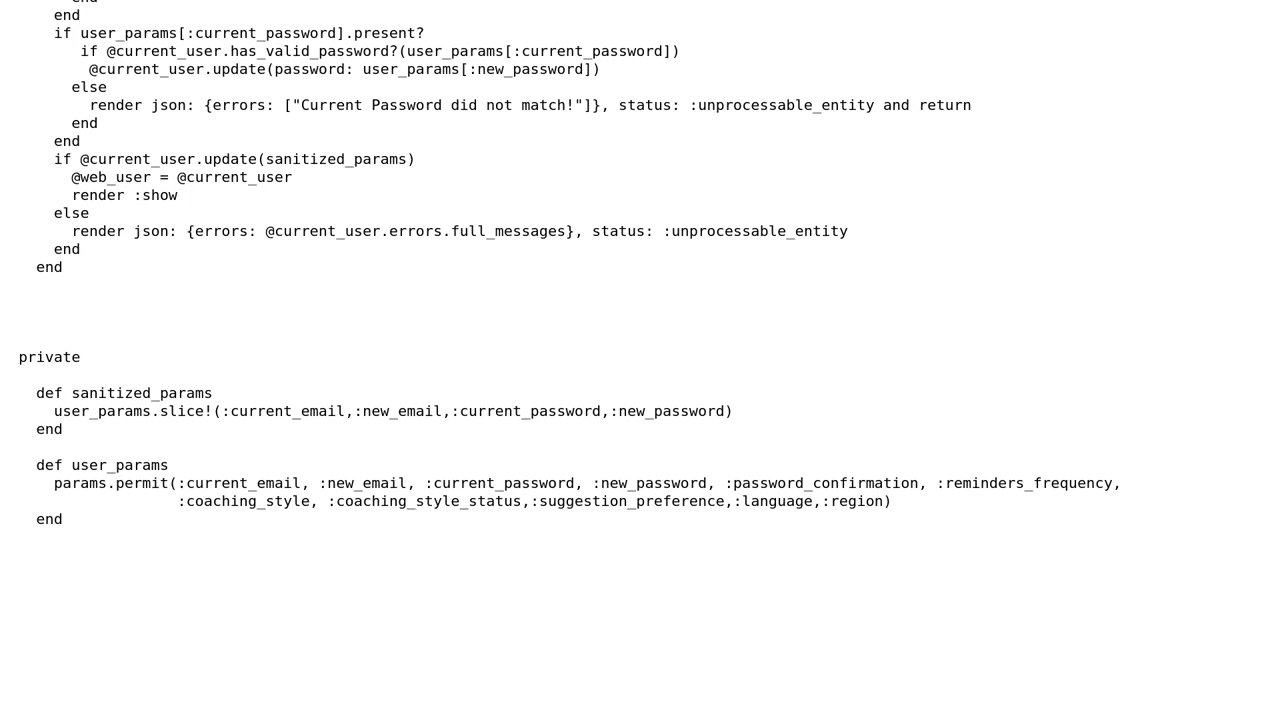 end
end
if user_params[:current_password].present?
if @current_user.has_valid_password?(user_params[:current_password])
@current_user.update(password: user_params[:new_password])
else
render json: {errors: ["Current Password did not match!"]}, status: :unprocessable_entity and return
end
end
if @current_user.update(sanitized_params)
@web_user = @current_user
render :show
else
render json: {errors: @current_user.errors.full_messages}, status: :unprocessable_entity
end
end
private
def sanitized_params
user_params.slice!(:current_email,:new_email,:current_password,:new_password)
end
def user_params
params.permit(:current_email, :new_email, :current_password, :new_password, :password_confirmation, :reminders_frequency,
:coaching_style, :coaching_style_status,:suggestion_preference,:language,:region)
end